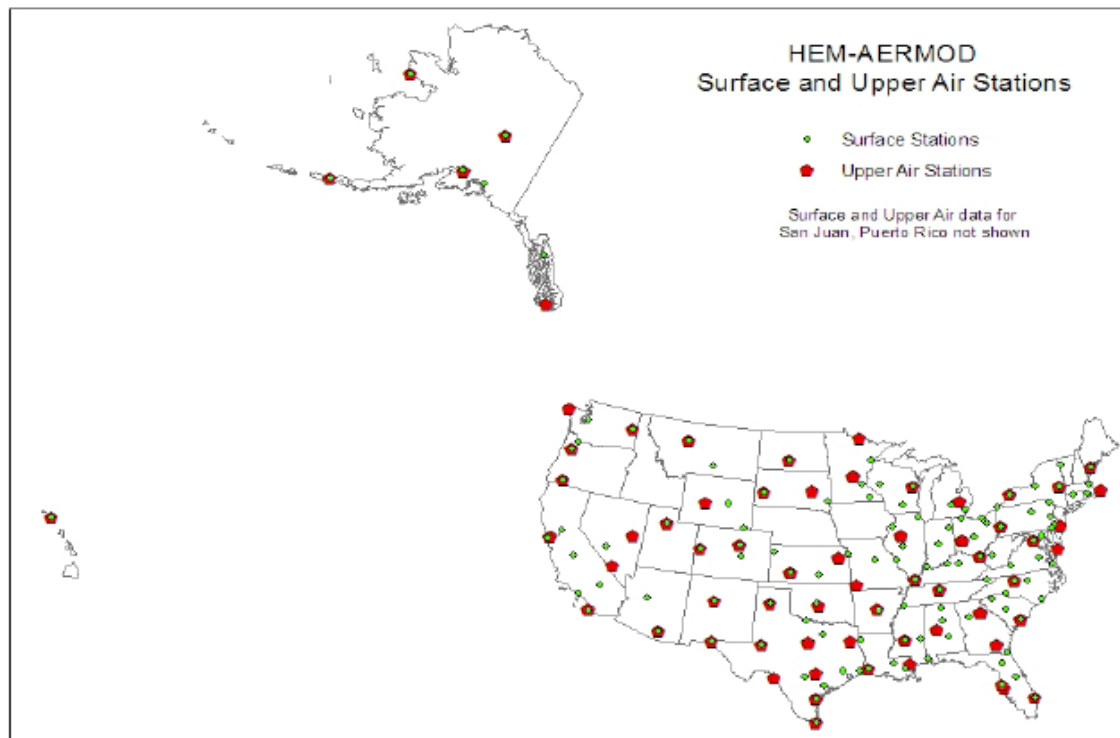 HEM-AERMOD
Surface and Upper Air Stations
Surface Stations
Upper Air Stations
Surface and Upper Air data for
San Juan, Puerto Rico not shown